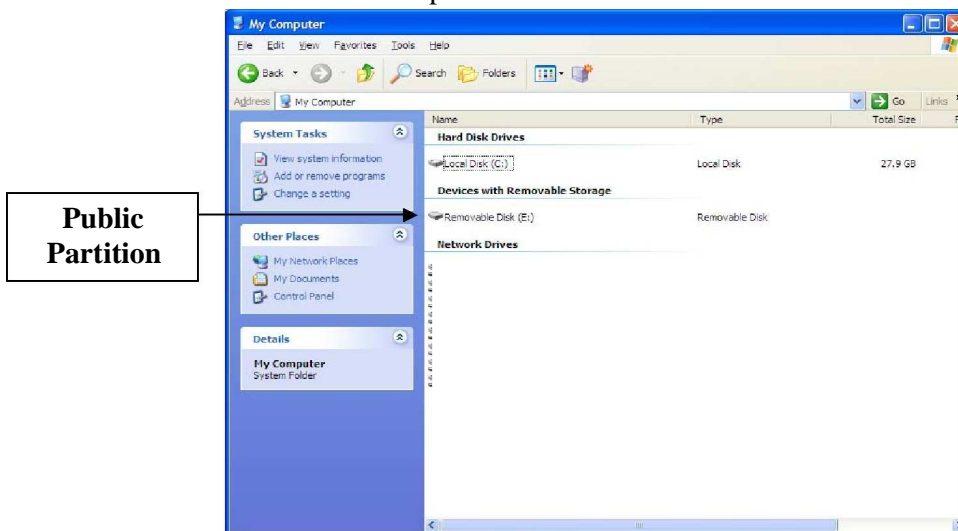 My Computer
File Edit View Favorites Tools Help
Back Search Folders
Address My Computer Go Links
Name Type Total Size
System Tasks
View system information
Add or remove programs
Change a setting
Hard Disk Drives
Local Disk (C:) Local Disk 27.9 GB
Devices with Removable Storage
Removable Disk (E:) Removable Disk
Network Drives
Public
Partition
Other Places
My Network Places
My Documents
Control Panel
Details
My Computer
System Folder